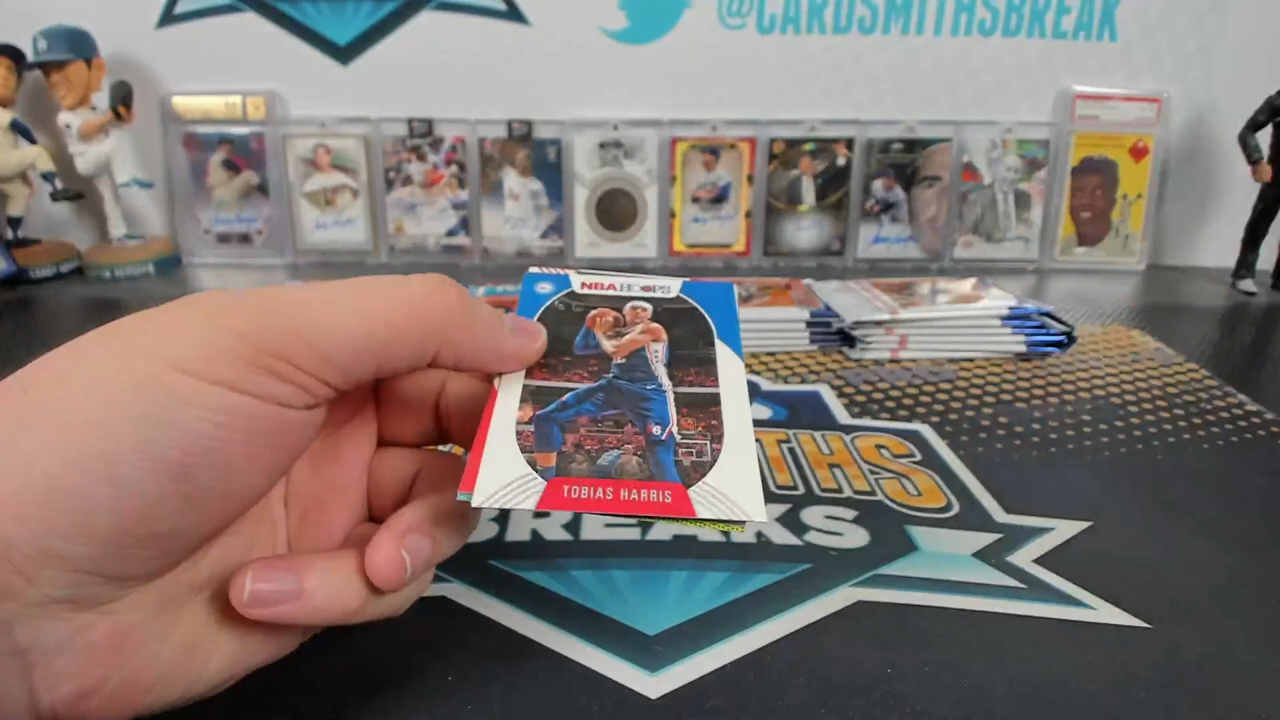 @CARDSMITHSBREAK
NBA HOOPS
TOBIAS HARRIS
THS
BREAKS